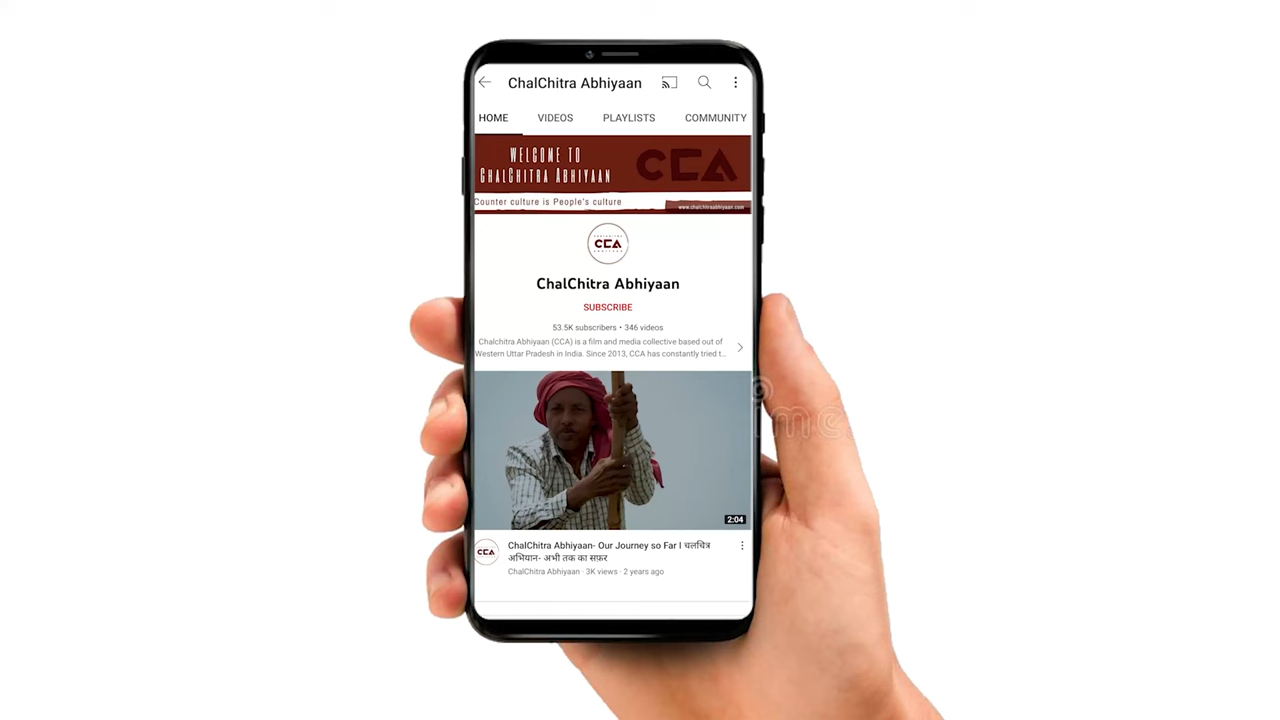 ChalChitra Abhiyaan
HOME VIDEOS PLAYLISTS COMMUNITY
WELCOME TO
CHALCHITRA ABHIYAAN
CCA
Counter culture is People's culture
www.chalchitraabhiyaan.com
CCA
ChalChitra Abhiyaan
SUBSCRIBE
53.5K subscribers • 346 videos
Chalchitra Abhiyaan (CCA) is a film and media collective based out of
Western Uttar Pradesh in India. Since 2013, CCA has constantly tried t...
2:04
CCA
ChalChitra Abhiyaan- Our Journey so Far I चलचित्र
अभियान- अभी तक का सफ़र
ChalChitra Abhiyaan · 3K views · 2 years ago